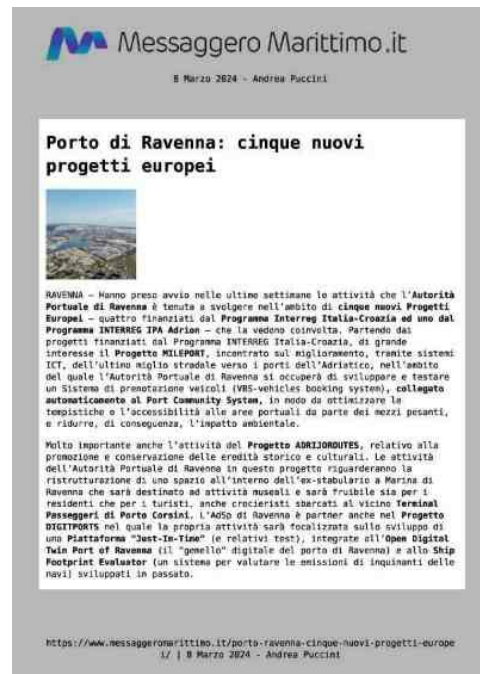 Messaggero Marittimo.it
8 Marzo 2024 - Andrea Puccini
Porto di Ravenna: cinque nuovi
progetti europei
RAVENNA – Hanno preso avvio nelle ultime settimane le attività che l'Autorità
Portuale di Ravenna è tenuta a svolgere nell'ambito di cinque nuovi Progetti
Europei – quattro finanziati dal Programma Interreg Italia-Croazia ed uno dal
Programma INTERREG IPA Adrion – che la vedono coinvolta. Partendo dai
progetti finanziati dal Programma INTERREG Italia-Croazia, di grande
interesse il Progetto MILEPORT, incontrato sul miglioramento, tramite sistemi
ICT, dell'ultimo miglio stradale verso i porti dell'Adriatico, nell'ambito
del quale l'Autorità Portuale di Ravenna si occuperà di sviluppare e testare
un Sistema di prenotazione veicoli (VBS-vehicles booking system), collegato
automaticamente al Port Community System, in modo da ottimizzare le
tempistiche e l'accessibilità alle aree portuali da parte dei mezzi pesanti,
e ridurre, di conseguenza, l'impatto ambientale.
Molto importante anche l'attività del Progetto ADRIJOROUTES, relativo alla
promozione e conservazione delle eredità storico e culturali. Le attività
dell'Autorità Portuale di Ravenna in questo progetto riguarderanno la
ristrutturazione di uno spazio all'interno dell'ex-stabulario a Marina di
Ravenna che sarà destinato ad attività museali e sarà fruibile sia per i
residenti che per i turisti, anche crocieristi sbarcati al vicino Terminal
Passeggeri di Porto Corsini. L'AdSp di Ravenna è partner anche nel Progetto
DIGITPORTS nel quale la propria attività sarà focalizzata sullo sviluppo di
una Piattaforma "Just-In-Time" (e relativi test), integrate all'Open Digital
Twin Port of Ravenna (il "gemello" digitale del porto di Ravenna) e allo Ship
Footprint Evaluator (un sistema per valutare le emissioni di inquinanti delle
navi) sviluppati in passato.
https://www.messaggeromarittimo.it/porto-ravenna-cinque-nuovi-progetti-europe
i/ | 8 Marzo 2024 - Andrea Puccini